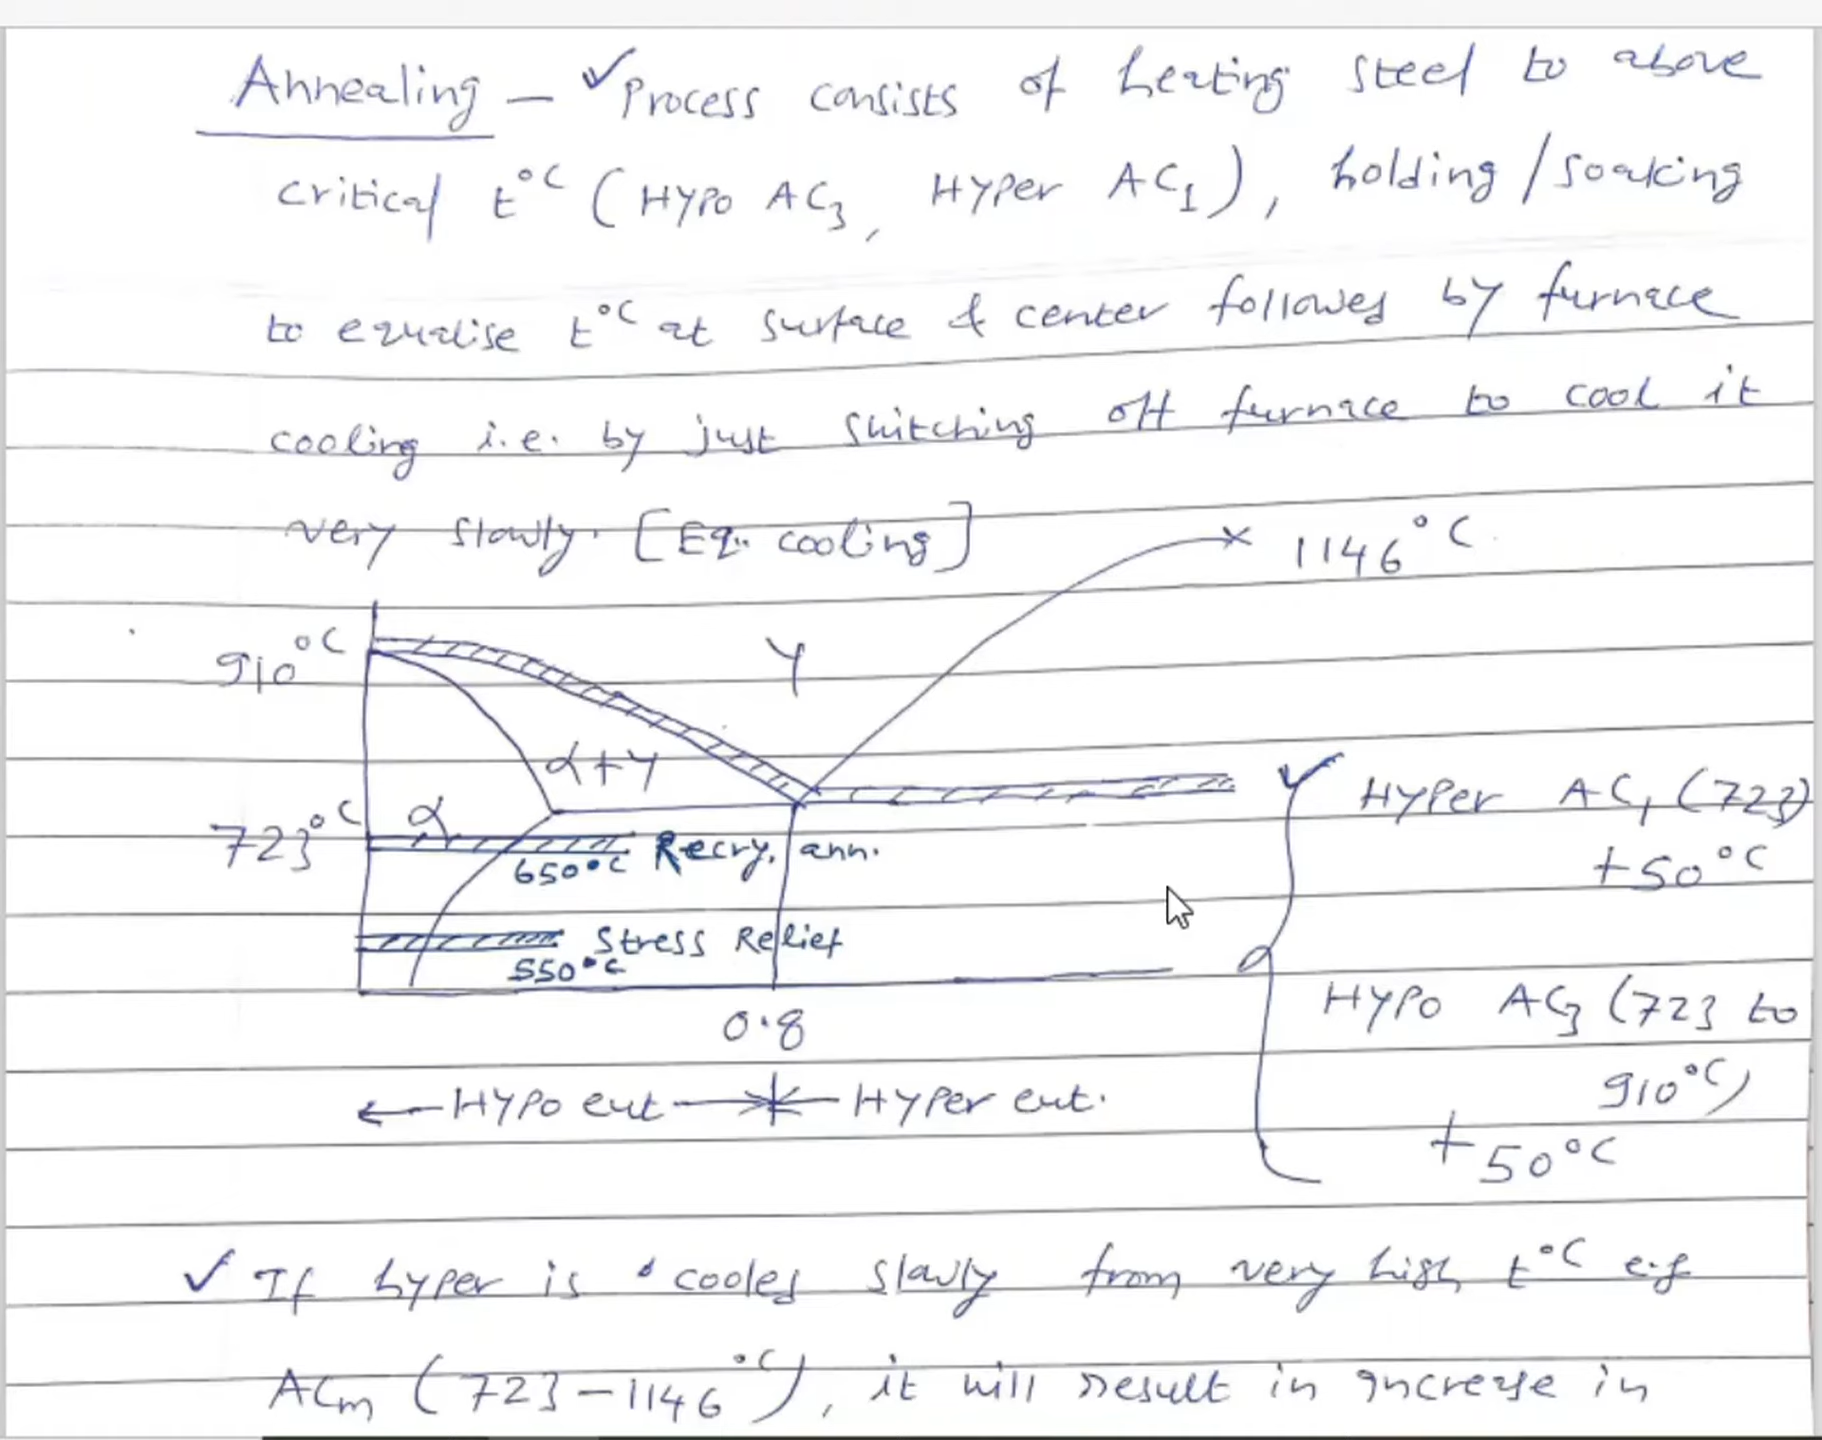 Annealing – ✓Process consists of heating steel to above
critical t°C (HYPO AC3, HYPER AC1), holding/soaking
to equalise t°C at surface & center followed by furnace
cooling i.e. by just switching off furnace to cool it
very slowly. [Eq. cooling]
1146°C
910°C
γ
α+γ
723°C
α
650°C Recry. ann.
Stress Relief
550°C
0.8
← HYPO eut → ← HYPER eut.
✓ HYPER AC1 (723)
+50°C
HYPO AC3 (723 to
910°C)
+50°C
✓ If hyper is cooled slowly from very high t°C e.g
ACm (723–1146°C), it will result in increase in